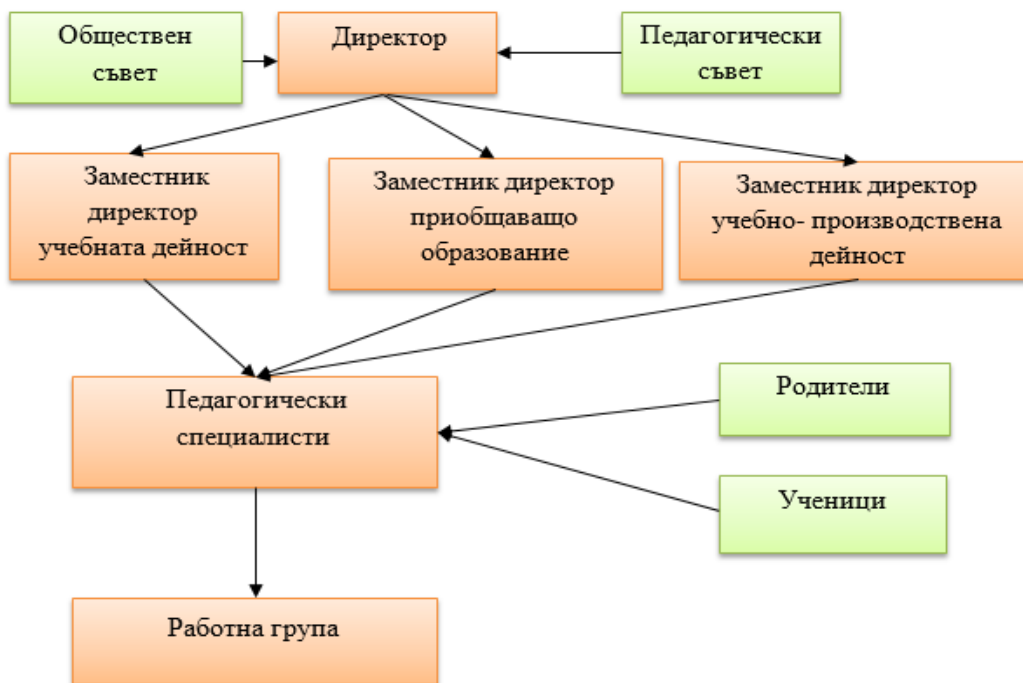 Обществен
съвет
Директор
Педагогически
съвет
Заместник
директор
учебната дейност
Заместник директор
приобщаващо
образование
Заместник директор
учебно- производствена
дейност
Педагогически
специалисти
Родители
Ученици
Работна група